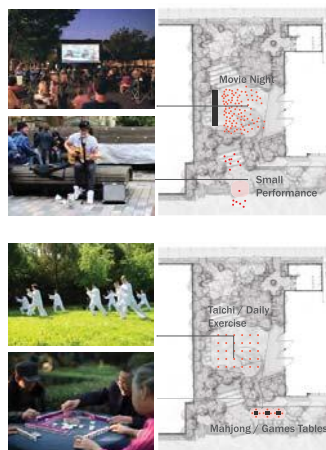 Movie Night
Small
Performance
Taichi / Daily
Exercise
Mahjong / Games Tables